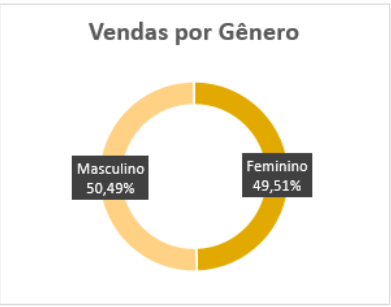 Vendas por Gênero
Masculino
50,49%
Feminino
49,51%